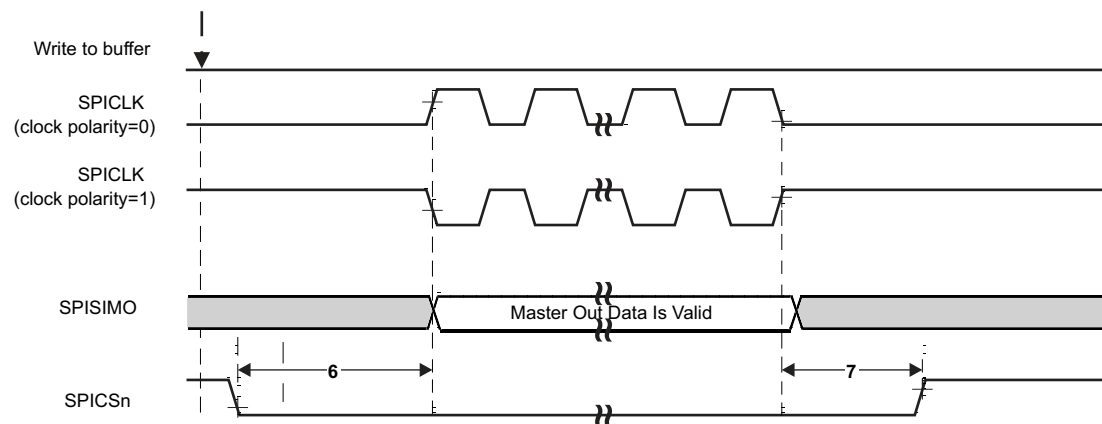 Write to buffer
SPICLK
(clock polarity=0)
SPICLK
(clock polarity=1)
SPISIMO
Master Out Data Is Valid
6
7
SPICSn